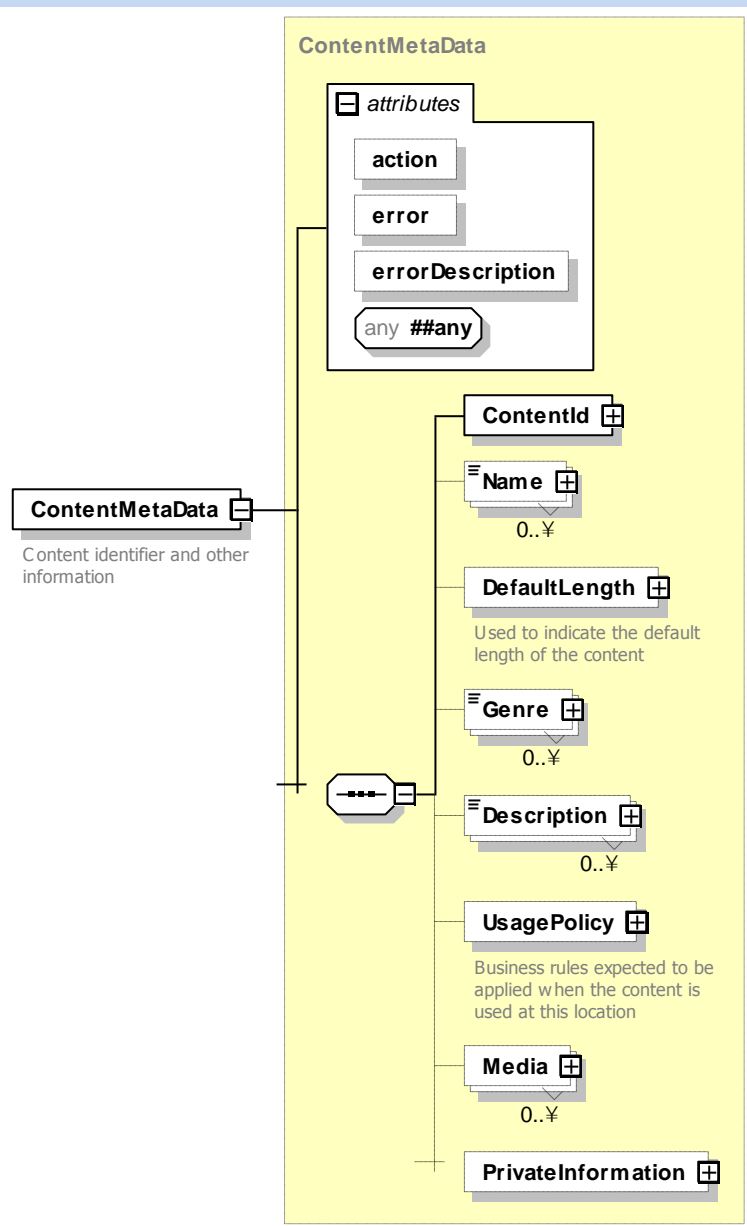 ContentMetaData
attributes
action
error
errorDescription
any ##any
ContentId
Name
0..¥
ContentMetaData
Content identifier and other
information
DefaultLength
Used to indicate the default
length of the content
Genre
0..¥
Description
0..¥
UsagePolicy
Business rules expected to be
applied when the content is
used at this location
Media
0..¥
PrivateInformation